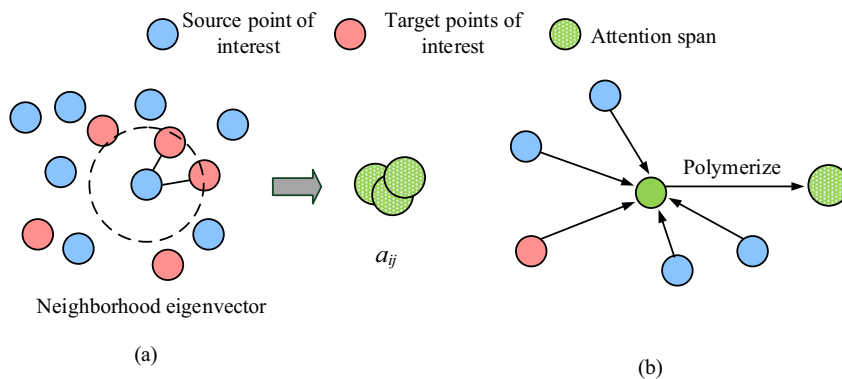 Source point of
interest
Target points of
interest
Attention span
Polymerize
a_ij
Neighborhood eigenvector
(a)
(b)